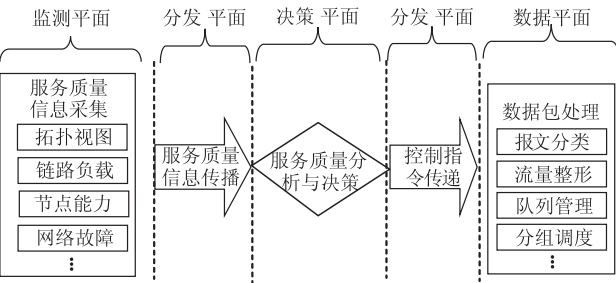 监测平面
分发 平面
决策 平面
分发 平面
数据平面
服务质量
信息采集
拓扑视图
链路负载
节点能力
网络故障
服务质量
信息传播
服务质量分
析与决策
控制指
令传递
数据包处理
报文分类
流量整形
队列管理
分组调度